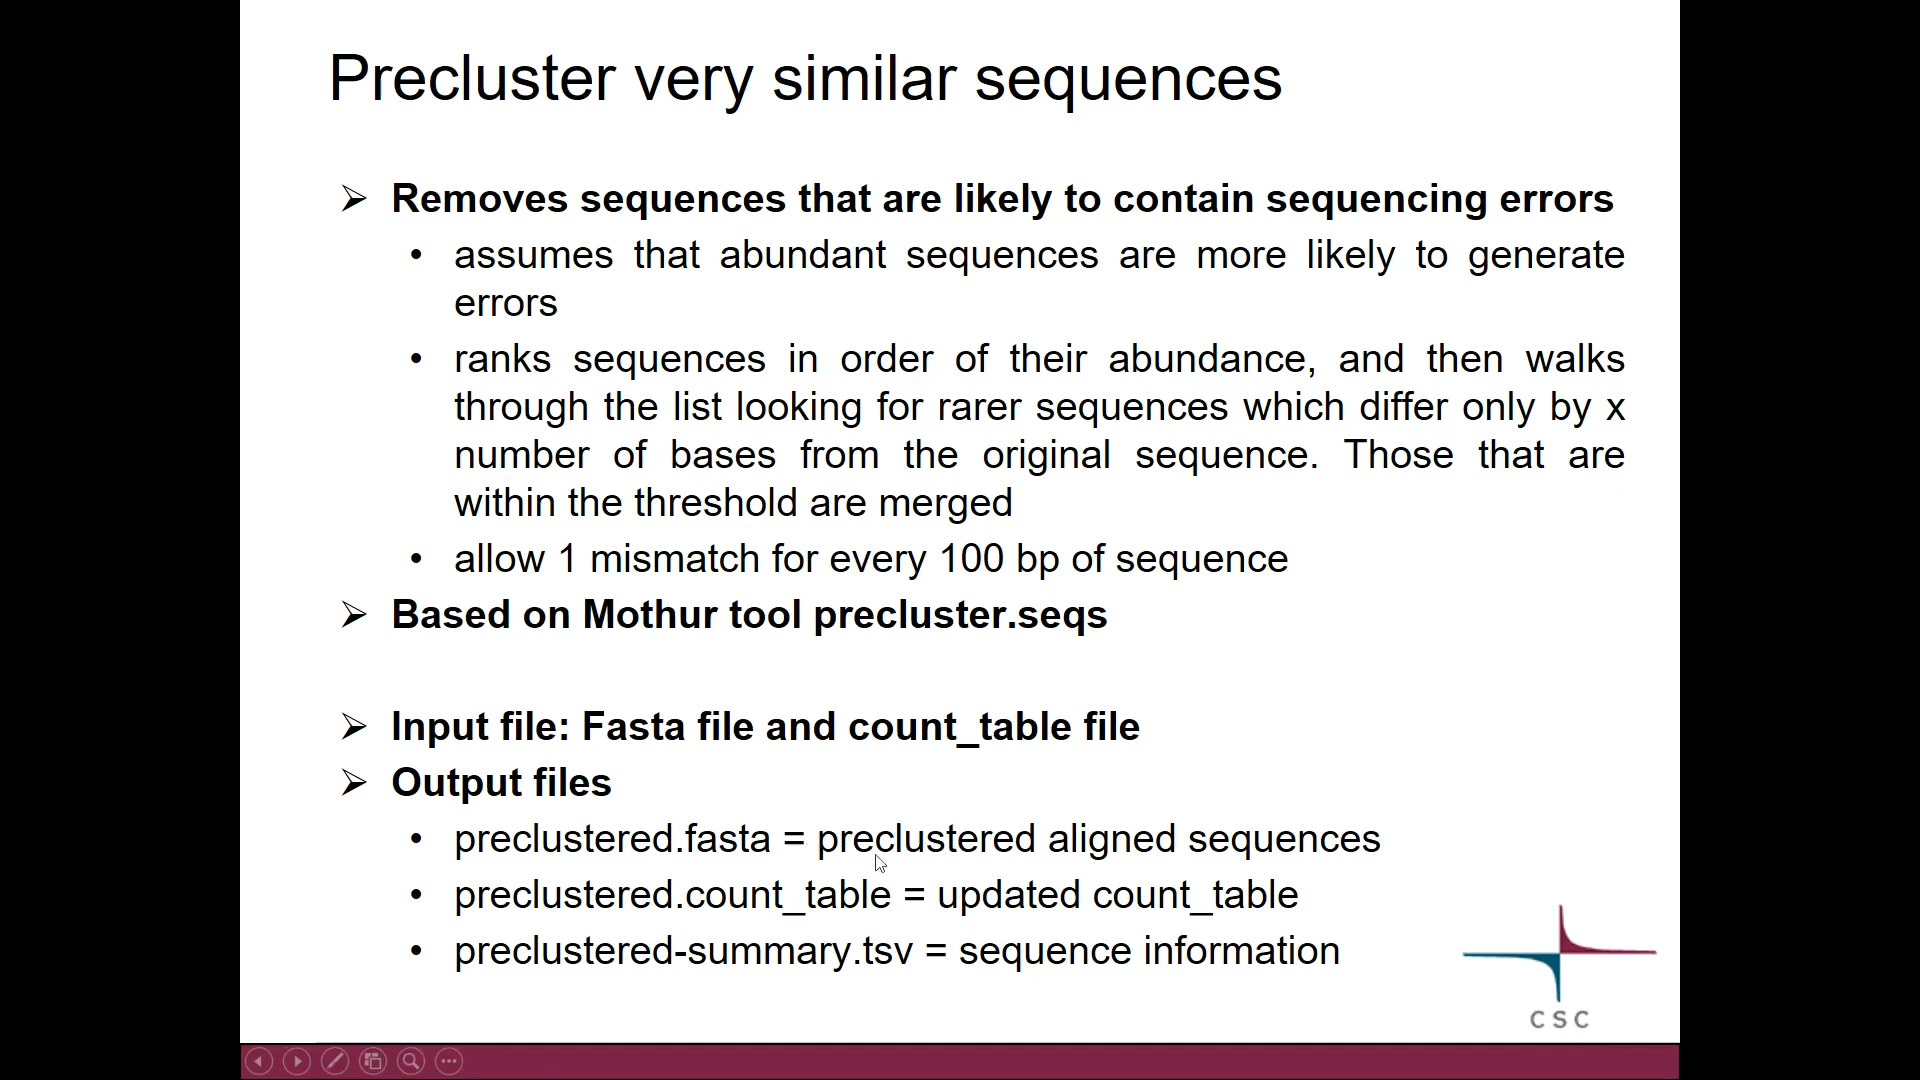 Precluster very similar sequences
➢ Removes sequences that are likely to contain sequencing errors
• assumes that abundant sequences are more likely to generate
errors
• ranks sequences in order of their abundance, and then walks
through the list looking for rarer sequences which differ only by x
number of bases from the original sequence. Those that are
within the threshold are merged
• allow 1 mismatch for every 100 bp of sequence
➢ Based on Mothur tool precluster.seqs
➢ Input file: Fasta file and count_table file
➢ Output files
• preclustered.fasta = preclustered aligned sequences
• preclustered.count_table = updated count_table
• preclustered-summary.tsv = sequence information
CSC